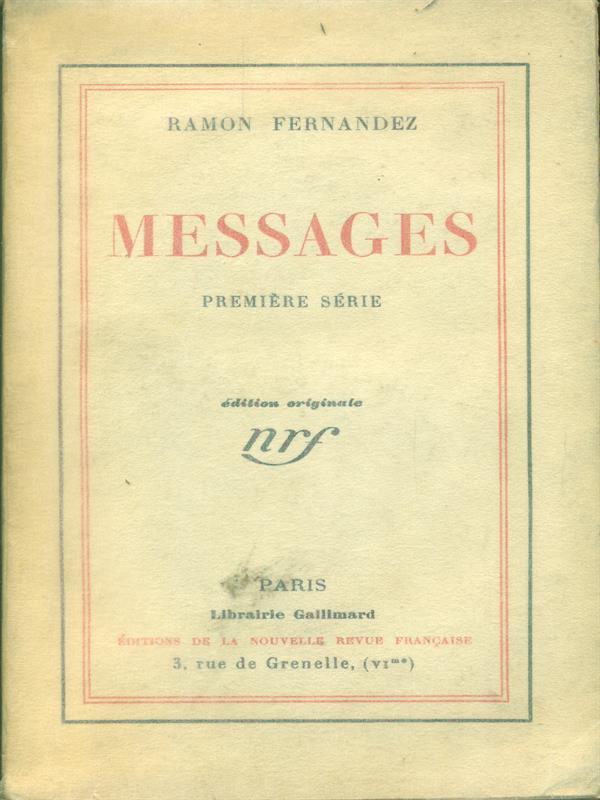 RAMON FERNANDEZ
MESSAGES
PREMIÈRE SÉRIE
édition originale
nrf
PARIS
Librairie Gallimard
ÉDITIONS DE LA NOUVELLE REVUE FRANÇAISE
3, rue de Grenelle, (VIᵐᵉ)